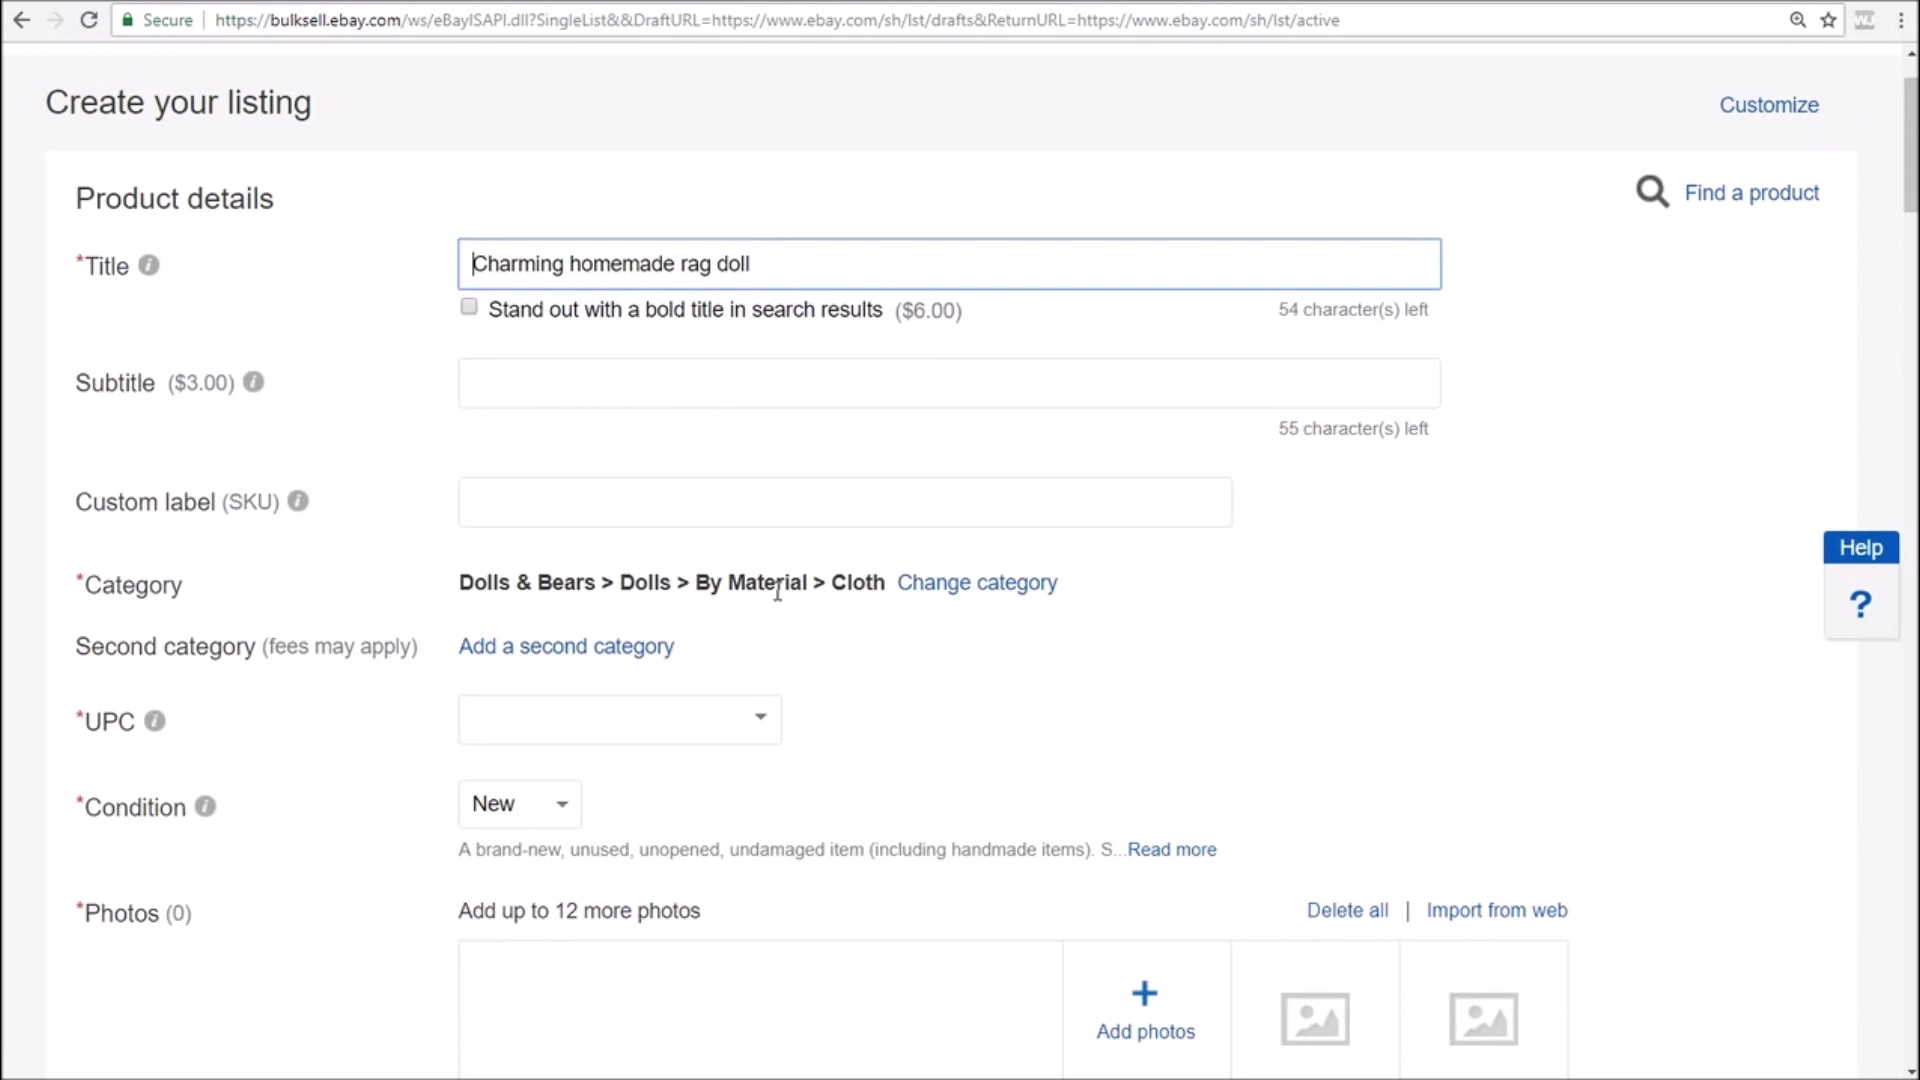 Secure
https://bulksell.ebay.com/ws/eBayISAPI.dll?SingleList&&DraftURL=https://www.ebay.com/sh/lst/drafts&ReturnURL=https://www.ebay.com/sh/lst/active
Create your listing
Customize
Product details
Find a product
*Title
Charming homemade rag doll
Stand out with a bold title in search results ($6.00)
54 character(s) left
Subtitle ($3.00)
55 character(s) left
Custom label (SKU)
Help
?
*Category
Dolls & Bears > Dolls > By Material > Cloth Change category
Second category (fees may apply)
Add a second category
*UPC
*Condition
New
A brand-new, unused, unopened, undamaged item (including handmade items). S...Read more
*Photos (0)
Add up to 12 more photos
Delete all | Import from web
Add photos